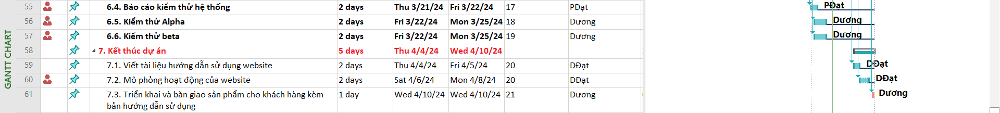 GANTT CHART
55 6.4. Báo cáo kiểm thử hệ thống 2 days Thu 3/21/24 Fri 3/22/24 17 PĐạt PĐạt
56 6.5. Kiểm thử Alpha 2 days Fri 3/22/24 Mon 3/25/24 18 Dương Dương
57 6.6. Kiểm thử beta 2 days Fri 3/22/24 Mon 3/25/24 19 Dương Dương
58 7. Kết thúc dự án 5 days Thu 4/4/24 Wed 4/10/24
59 7.1. Viết tài liệu hướng dẫn sử dụng website 2 days Thu 4/4/24 Fri 4/5/24 20 DĐạt DĐạt
60 7.2. Mô phỏng hoạt động của website 2 days Sat 4/6/24 Mon 4/8/24 20 DĐạt DĐạt
61 7.3. Triển khai và bàn giao sản phẩm cho khách hàng kèm 1 day Wed 4/10/24 Wed 4/10/24 21 Dương Dương
bản hướng dẫn sử dụng